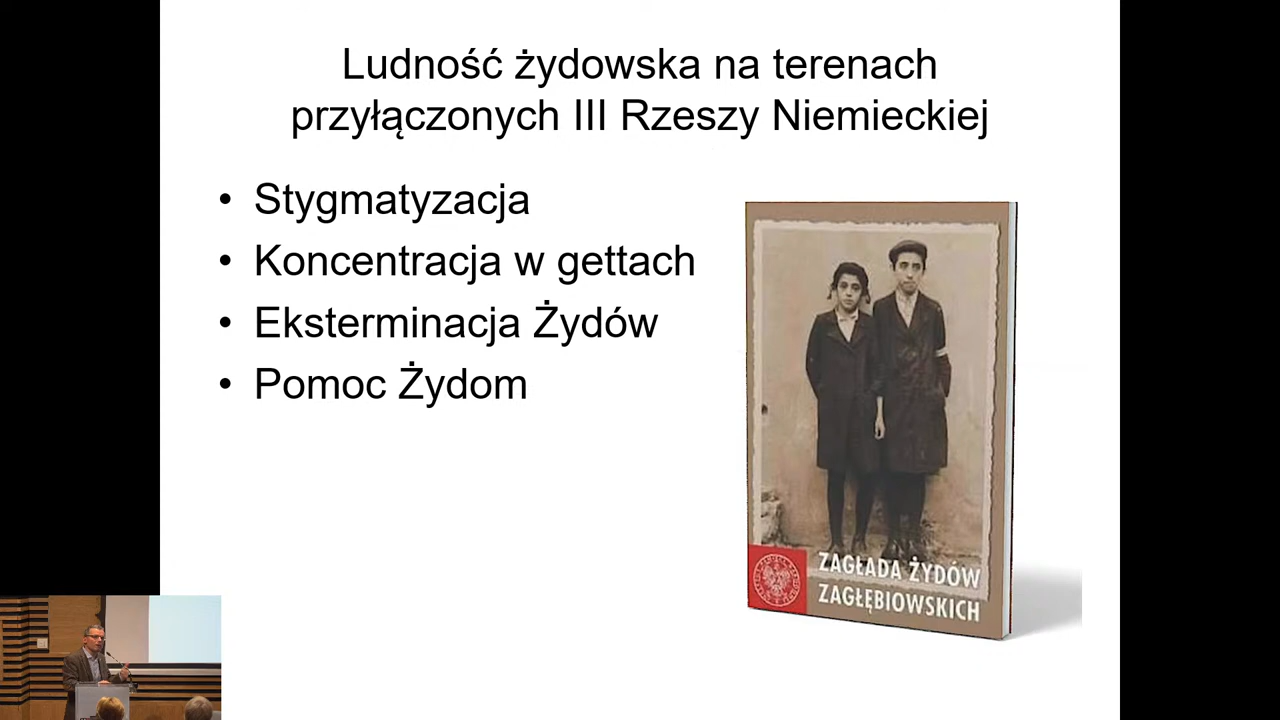 Ludność żydowska na terenach
przyłączonych III Rzeszy Niemieckiej
• Stygmatyzacja
• Koncentracja w gettach
• Eksterminacja Żydów
• Pomoc Żydom
ZAGŁADA ŻYDÓW
ZAGŁĘBIOWSKICH